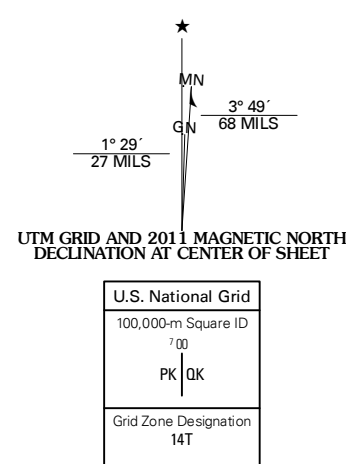 ★
MN
GN
3° 49´
68 MILS
1° 29´
27 MILS
UTM GRID AND 2011 MAGNETIC NORTH
DECLINATION AT CENTER OF SHEET
U.S. National Grid
100,000-m Square ID
7 00
PK QK
Grid Zone Designation
14T